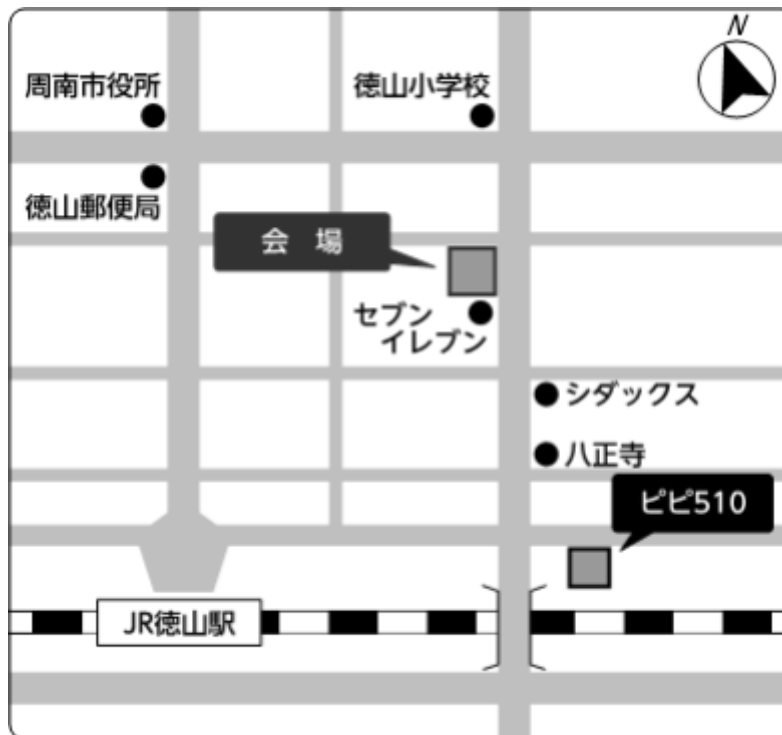 N
周南市役所
徳山小学校
徳山郵便局
会　場
セブン
イレブン
シダックス
八正寺
ピピ510
JR徳山駅